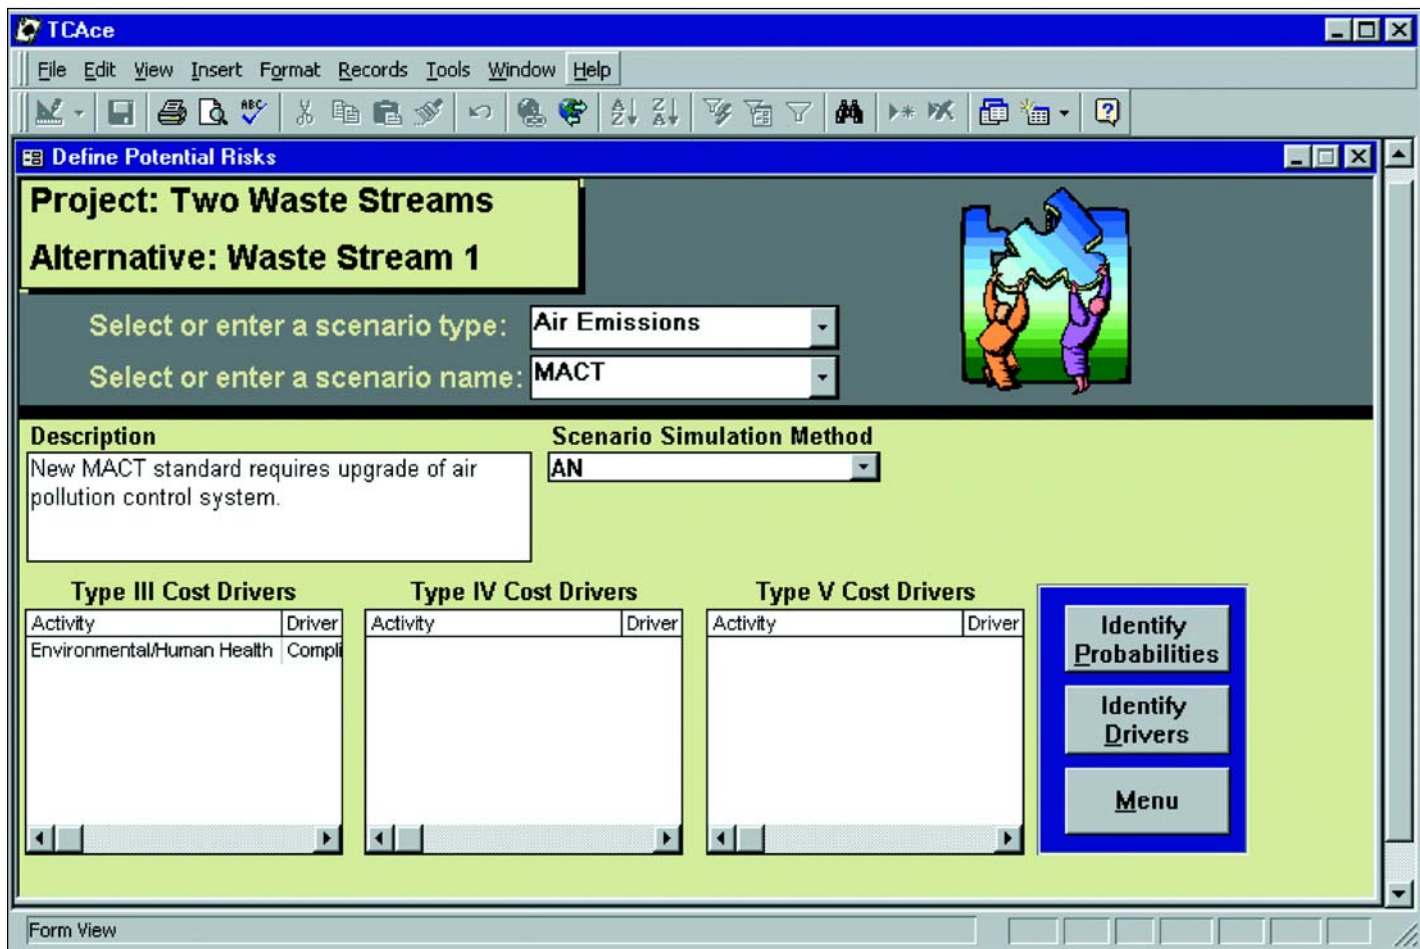 TCAce
File Edit View Insert Format Records Tools Window Help
ABC
Define Potential Risks
Project: Two Waste Streams
Alternative: Waste Stream 1
Select or enter a scenario type: Air Emissions
Select or enter a scenario name: MACT
Description
Scenario Simulation Method
New MACT standard requires upgrade of air
pollution control system.
AN
Type III Cost Drivers Type IV Cost Drivers Type V Cost Drivers
Activity Driver Activity Driver Activity Driver
Environmental/Human Health Compli
Identify
Probabilities
Identify
Drivers
Menu
Form View